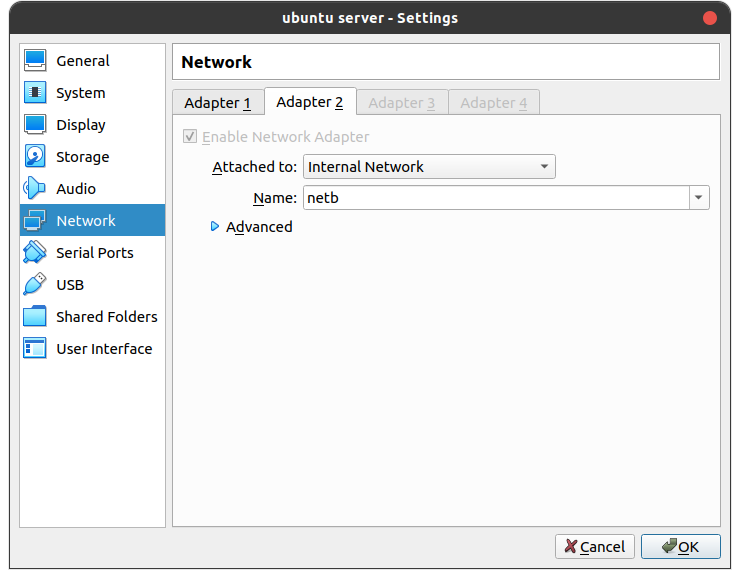 ubuntu server - Settings
General
System
Display
Storage
Audio
Network
Serial Ports
USB
Shared Folders
User Interface
Network
Adapter 1 Adapter 2 Adapter 3 Adapter 4
Enable Network Adapter
Attached to: Internal Network
Name: netb
Advanced
Cancel OK